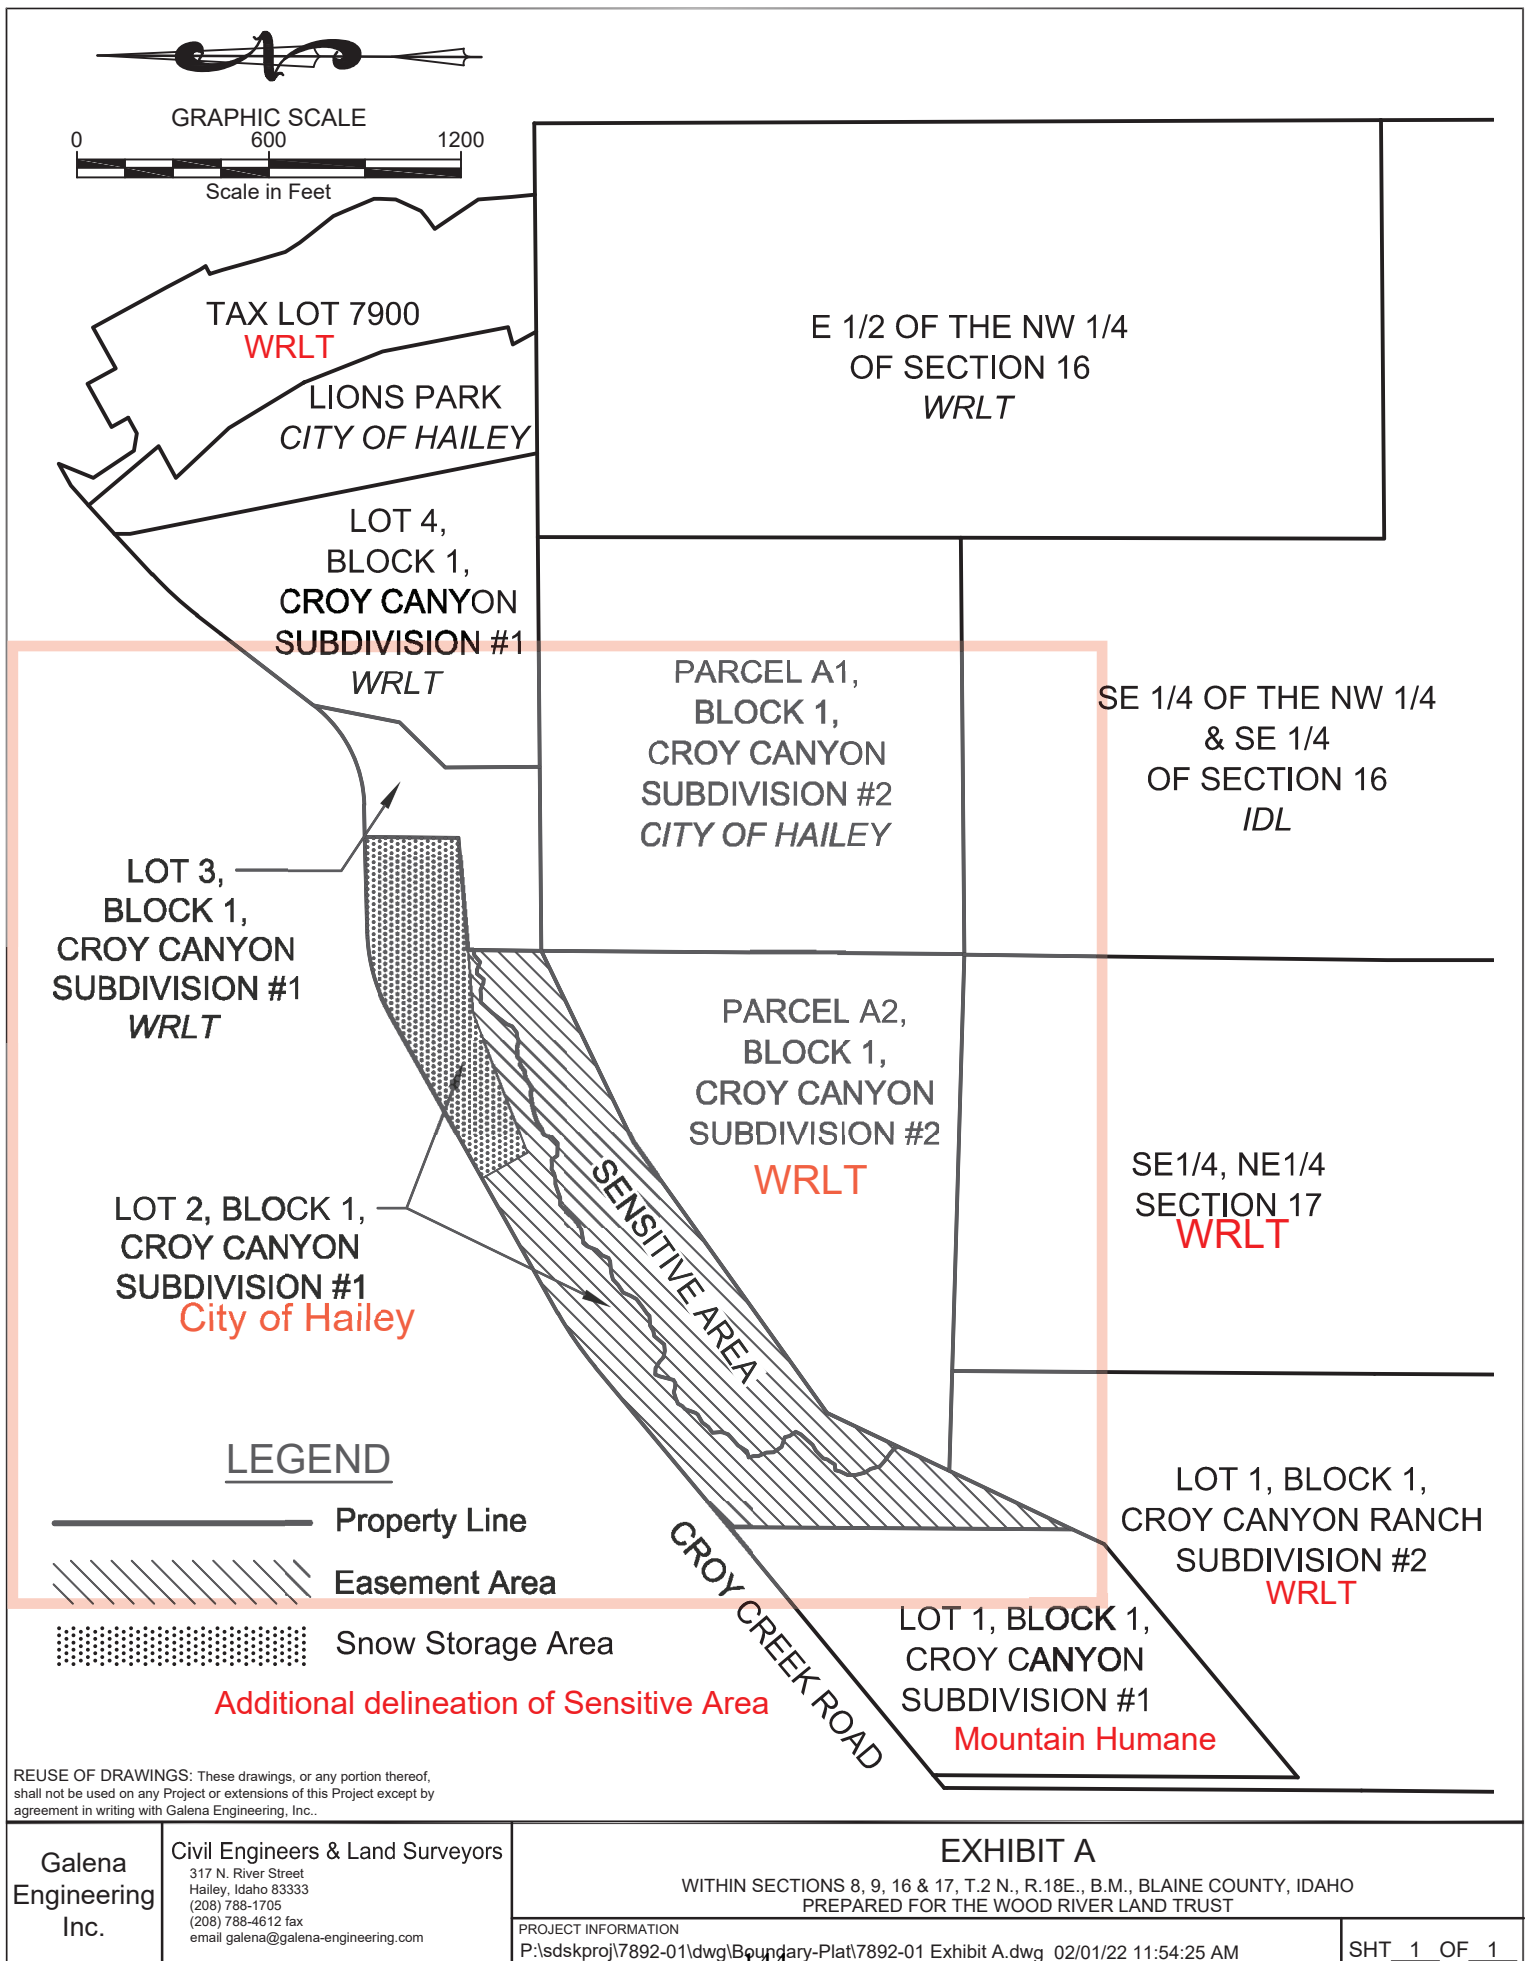 GRAPHIC SCALE
0 600 1200
Scale in Feet
TAX LOT 7900
WRLT
LIONS PARK
CITY OF HAILEY
E 1/2 OF THE NW 1/4
OF SECTION 16
WRLT
LOT 4,
BLOCK 1,
CROY CANYON
SUBDIVISION #1
WRLT
PARCEL A1,
BLOCK 1,
CROY CANYON
SUBDIVISION #2
CITY OF HAILEY
SE 1/4 OF THE NW 1/4
& SE 1/4
OF SECTION 16
IDL
LOT 3,
BLOCK 1,
CROY CANYON
SUBDIVISION #1
WRLT
PARCEL A2,
BLOCK 1,
CROY CANYON
SUBDIVISION #2
WRLT
SE1/4, NE1/4
SECTION 17
WRLT
LOT 2, BLOCK 1,
CROY CANYON
SUBDIVISION #1
City of Hailey
SENSITIVE AREA
LEGEND
Property Line
Easement Area
Snow Storage Area
Additional delineation of Sensitive Area
CROY CREEK ROAD
LOT 1, BLOCK 1,
CROY CANYON RANCH
SUBDIVISION #2
WRLT
LOT 1, BLOCK 1,
CROY CANYON
SUBDIVISION #1
Mountain Humane
REUSE OF DRAWINGS: These drawings, or any portion thereof,
shall not be used on any Project or extensions of this Project except by
agreement in writing with Galena Engineering, Inc..
Galena
Engineering
Inc.
Civil Engineers & Land Surveyors
317 N. River Street
Hailey, Idaho 83333
(208) 788-1705
(208) 788-4612 fax
email galena@galena-engineering.com
EXHIBIT A
WITHIN SECTIONS 8, 9, 16 & 17, T.2 N., R.18E., B.M., BLAINE COUNTY, IDAHO
PREPARED FOR THE WOOD RIVER LAND TRUST
PROJECT INFORMATION
P:\sdskproj\7892-01\dwg\Boundary-Plat\7892-01 Exhibit A.dwg 02/01/22 11:54:25 AM
144
SHT 1 OF 1